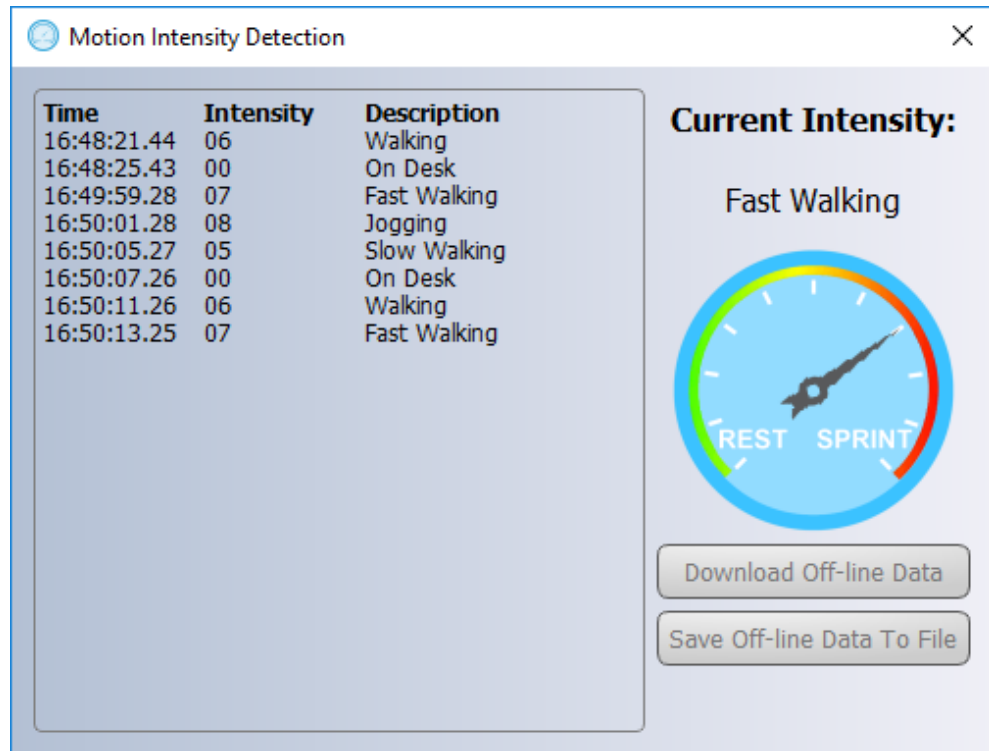 Motion Intensity Detection
Time Intensity Description
16:48:21.44 06 Walking
16:48:25.43 00 On Desk
16:49:59.28 07 Fast Walking
16:50:01.28 08 Jogging
16:50:05.27 05 Slow Walking
16:50:07.26 00 On Desk
16:50:11.26 06 Walking
16:50:13.25 07 Fast Walking
Current Intensity:
Fast Walking
REST SPRINT
Download Off-line Data
Save Off-line Data To File